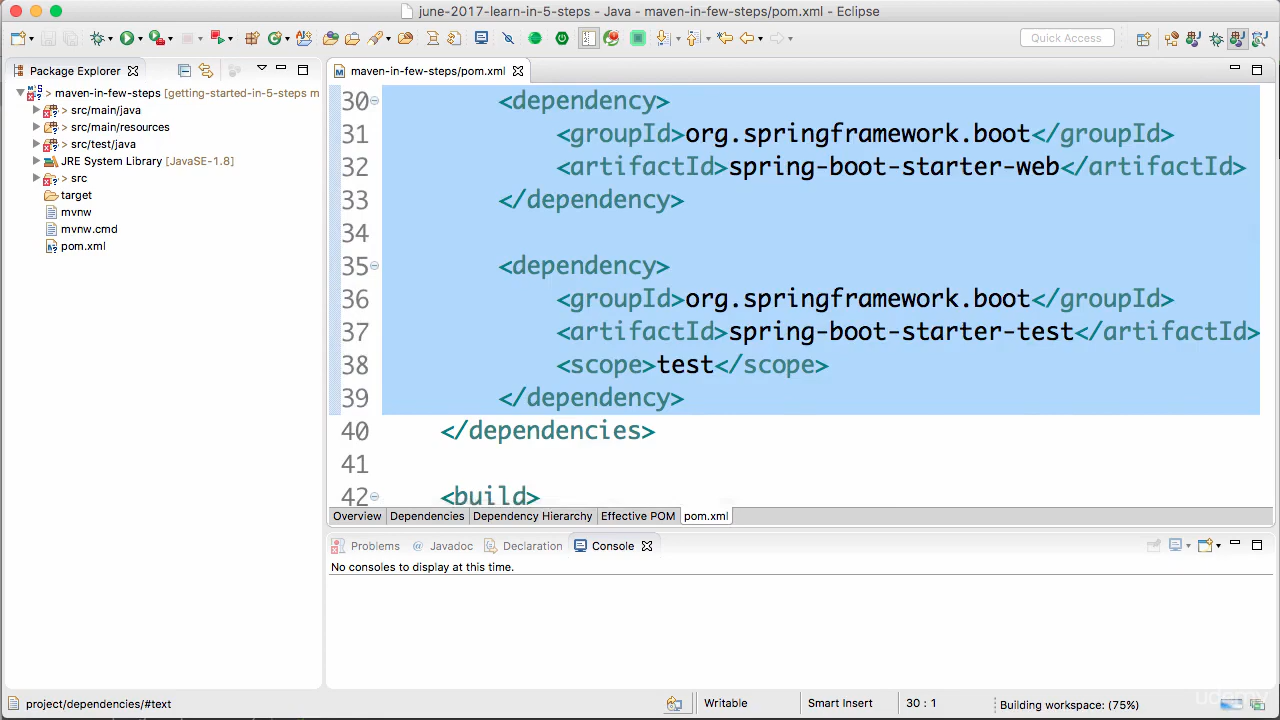 june-2017-learn-in-5-steps - Java - maven-in-few-steps/pom.xml - Eclipse
Quick Access
Package Explorer
maven-in-few-steps/pom.xml
> maven-in-few-steps [getting-started-in-5-steps m
> src/main/java
> src/main/resources
> src/test/java
JRE System Library [JavaSE-1.8]
> src
target
mvnw
mvnw.cmd
pom.xml
30 <dependency>
31 <groupId>org.springframework.boot</groupId>
32 <artifactId>spring-boot-starter-web</artifactId>
33 </dependency>
34
35 <dependency>
36 <groupId>org.springframework.boot</groupId>
37 <artifactId>spring-boot-starter-test</artifactId>
38 <scope>test</scope>
39 </dependency>
40 </dependencies>
41
42 <build>
Overview Dependencies Dependency Hierarchy Effective POM pom.xml
Problems @ Javadoc Declaration Console
No consoles to display at this time.
project/dependencies/#text Writable Smart Insert 30 : 1 Building workspace: (75%)
udemy